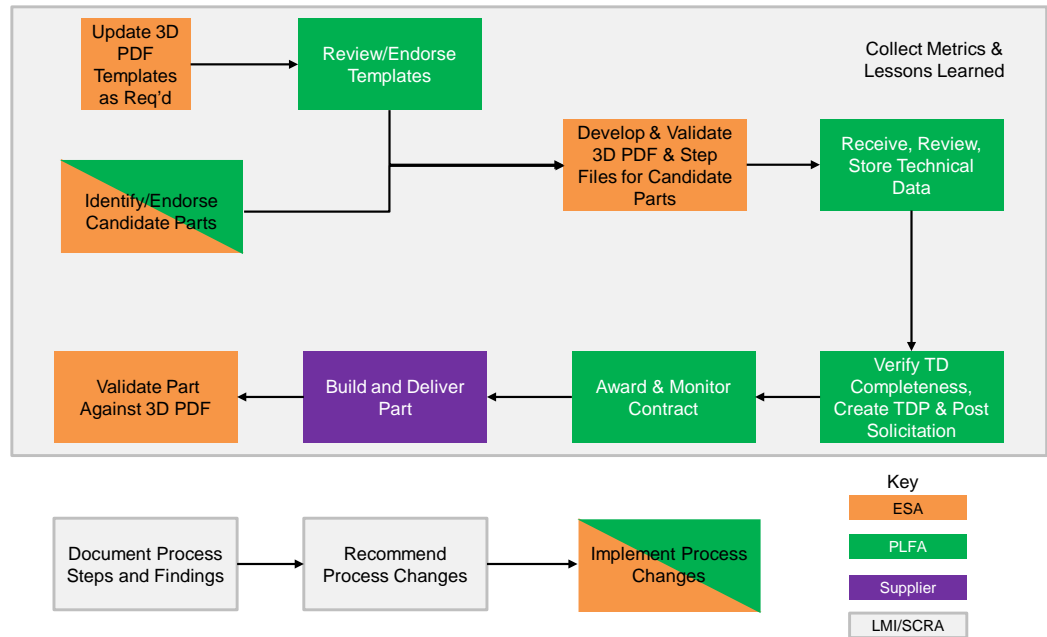 Update 3D
PDF
Templates
as Req'd
Review/Endorse
Templates
Collect Metrics &
Lessons Learned
Identify/Endorse
Candidate Parts
Develop & Validate
3D PDF & Step
Files for Candidate
Parts
Receive, Review,
Store Technical
Data
Validate Part
Against 3D PDF
Build and Deliver
Part
Award & Monitor
Contract
Verify TD
Completeness,
Create TDP & Post
Solicitation
Document Process
Steps and Findings
Recommend
Process Changes
Implement Process
Changes
Key
ESA
PLFA
Supplier
LMI/SCRA